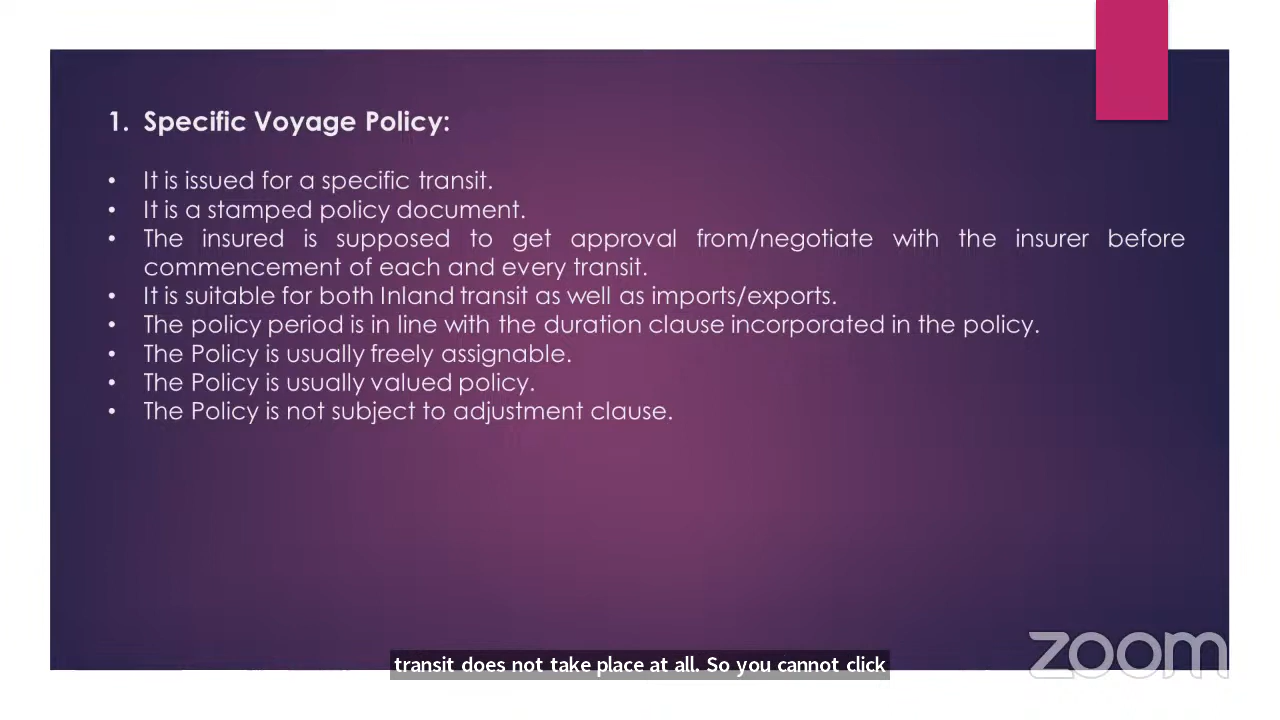 1. Specific Voyage Policy:
• It is issued for a specific transit.
• It is a stamped policy document.
• The insured is supposed to get approval from/negotiate with the insurer before
commencement of each and every transit.
• It is suitable for both Inland transit as well as imports/exports.
• The policy period is in line with the duration clause incorporated in the policy.
• The Policy is usually freely assignable.
• The Policy is usually valued policy.
• The Policy is not subject to adjustment clause.
zoom
transit does not take place at all. So you cannot click